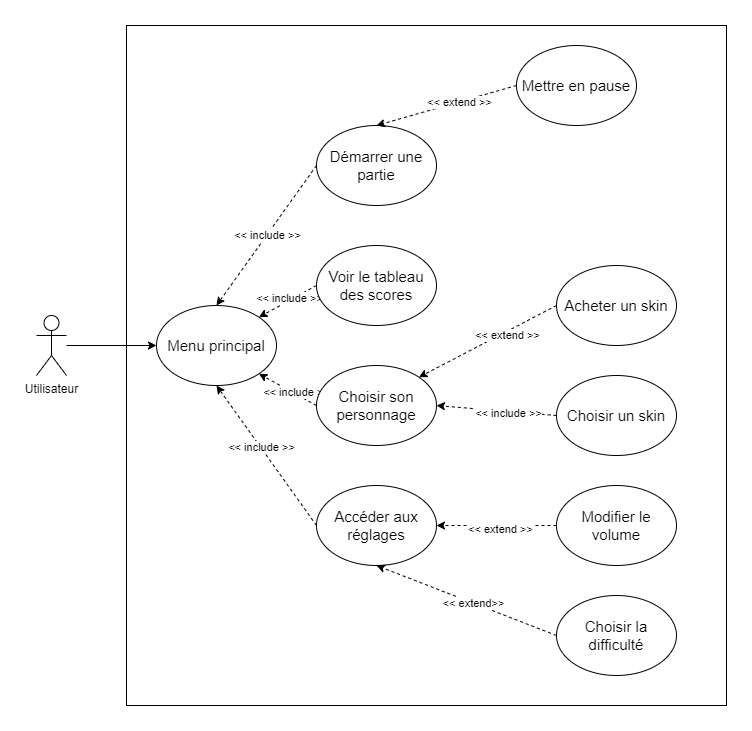 Mettre en pause
<< extend >>
Démarrer une
partie
<< include >>
Voir le tableau
des scores
<< include >>
Acheter un skin
<< extend >>
Menu principal
Utilisateur
Choisir son
personnage
<< include
Choisir un skin
<< include >>
<< include >>
Accéder aux
réglages
Modifier le
volume
<< extend >>
<< extend>>
Choisir la
difficulté